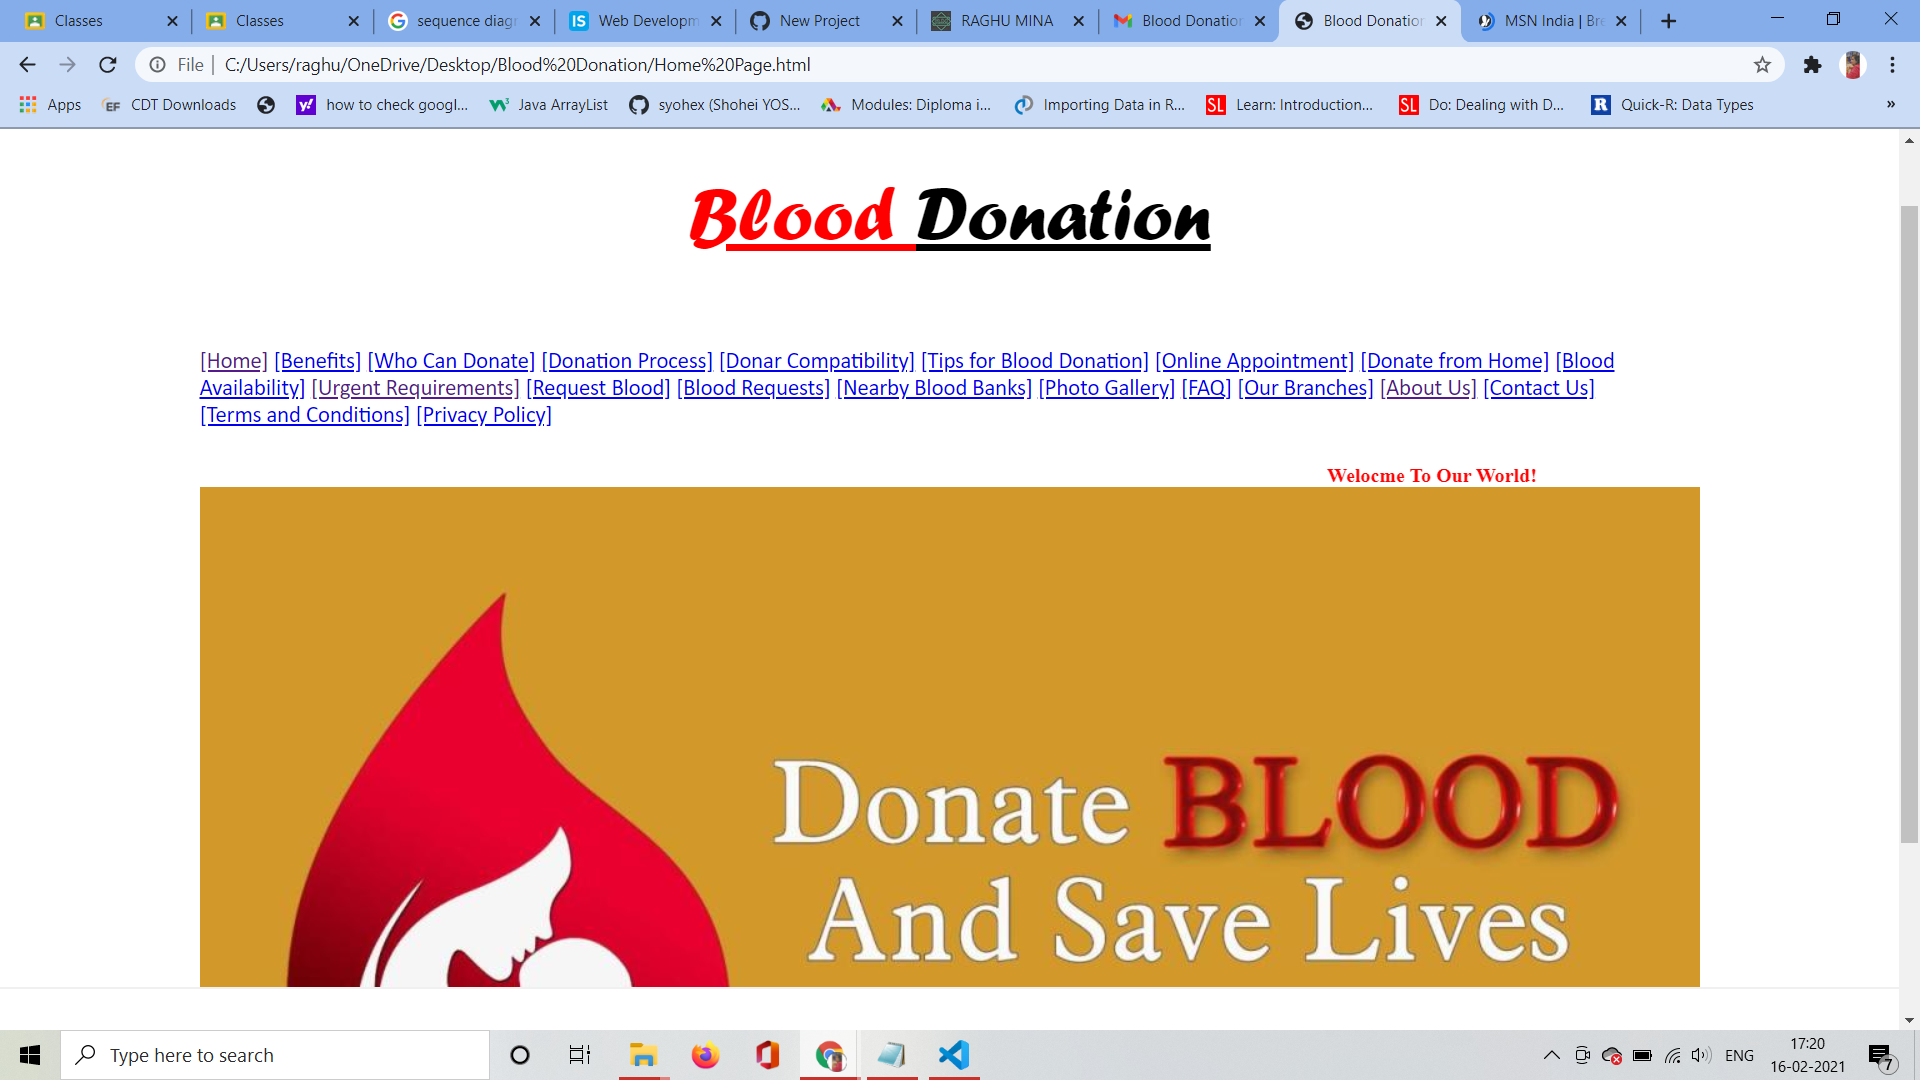 Classes
Classes
sequence diagr
Web Developm
New Project
RAGHU MINA
Blood Donation
Blood Donation
MSN India | Bre
File | C:/Users/raghu/OneDrive/Desktop/Blood%20Donation/Home%20Page.html
Apps
EF CDT Downloads
how to check googl...
Java ArrayList
syohex (Shohei YOS...
Modules: Diploma i...
Importing Data in R...
SL Learn: Introduction...
SL Do: Dealing with D...
R Quick-R: Data Types
»
Blood Donation
[Home] [Benefits] [Who Can Donate] [Donation Process] [Donar Compatibility] [Tips for Blood Donation] [Online Appointment] [Donate from Home] [Blood
Availability] [Urgent Requirements] [Request Blood] [Blood Requests] [Nearby Blood Banks] [Photo Gallery] [FAQ] [Our Branches] [About Us] [Contact Us]
[Terms and Conditions] [Privacy Policy]
Welocme To Our World!
Donate BLOOD
And Save Lives
Type here to search
ENG
17:20
16-02-2021
7